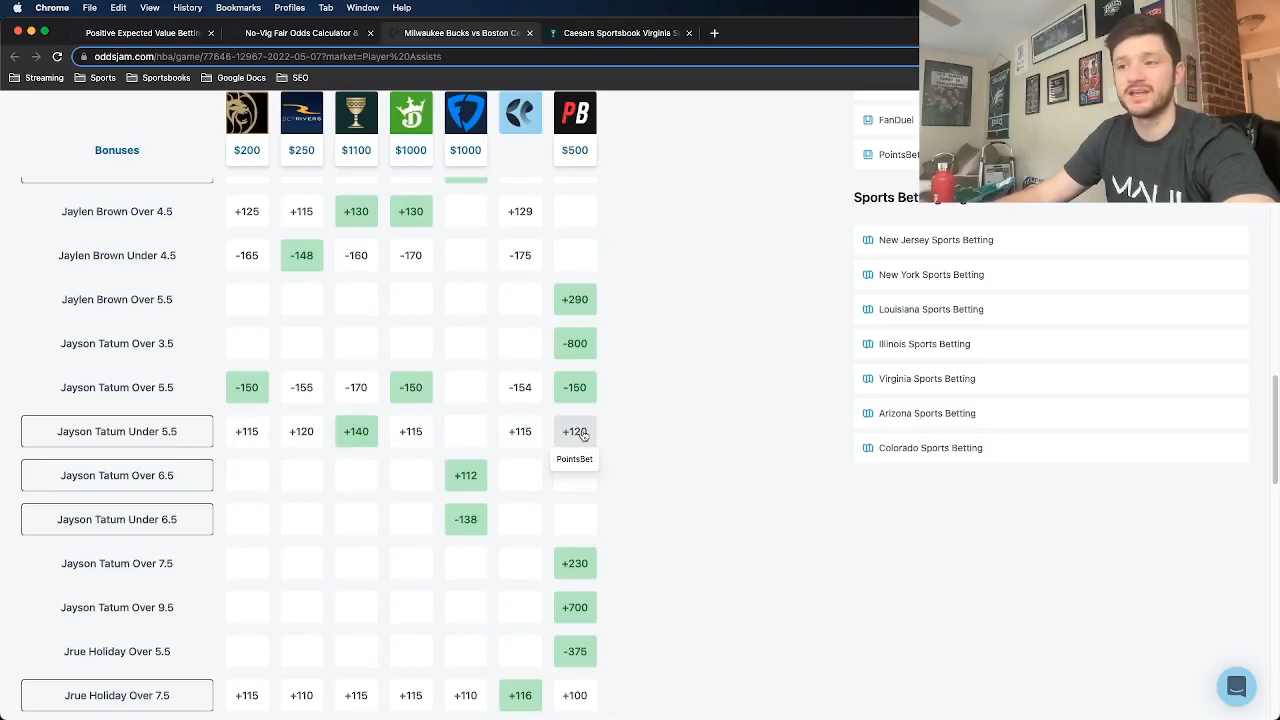 Chrome File Edit View History Bookmarks Profiles Tab Window Help
Positive Expected Value Bettin × No-Vig Fair Odds Calculator & × Milwaukee Bucks vs Boston Ce × Caesars Sportsbook Virginia S ×
oddsjam.com/nba/game/77646-12967-2022-05-07?market=Player%20Assists
Streaming Sports Sportsbooks Google Docs SEO
BETRIVERS PB
Bonuses $200 $250 $1100 $1000 $1000 $500
Jaylen Brown Over 4.5 +125 +115 +130 +130 +129
Jaylen Brown Under 4.5 -165 -148 -160 -170 -175
Jaylen Brown Over 5.5 +290
Jayson Tatum Over 3.5 -800
Jayson Tatum Over 5.5 -150 -155 -170 -150 -154 -150
Jayson Tatum Under 5.5 +115 +120 +140 +115 +115 +120
PointsBet
Jayson Tatum Over 6.5 +112
Jayson Tatum Under 6.5 -138
Jayson Tatum Over 7.5 +230
Jayson Tatum Over 9.5 +700
Jrue Holiday Over 5.5 -375
Jrue Holiday Over 7.5 +115 +110 +115 +115 +110 +116 +100
FanDuel
PointsBet
Sports Bet
New Jersey Sports Betting
New York Sports Betting
Louisiana Sports Betting
Illinois Sports Betting
Virginia Sports Betting
Arizona Sports Betting
Colorado Sports Betting